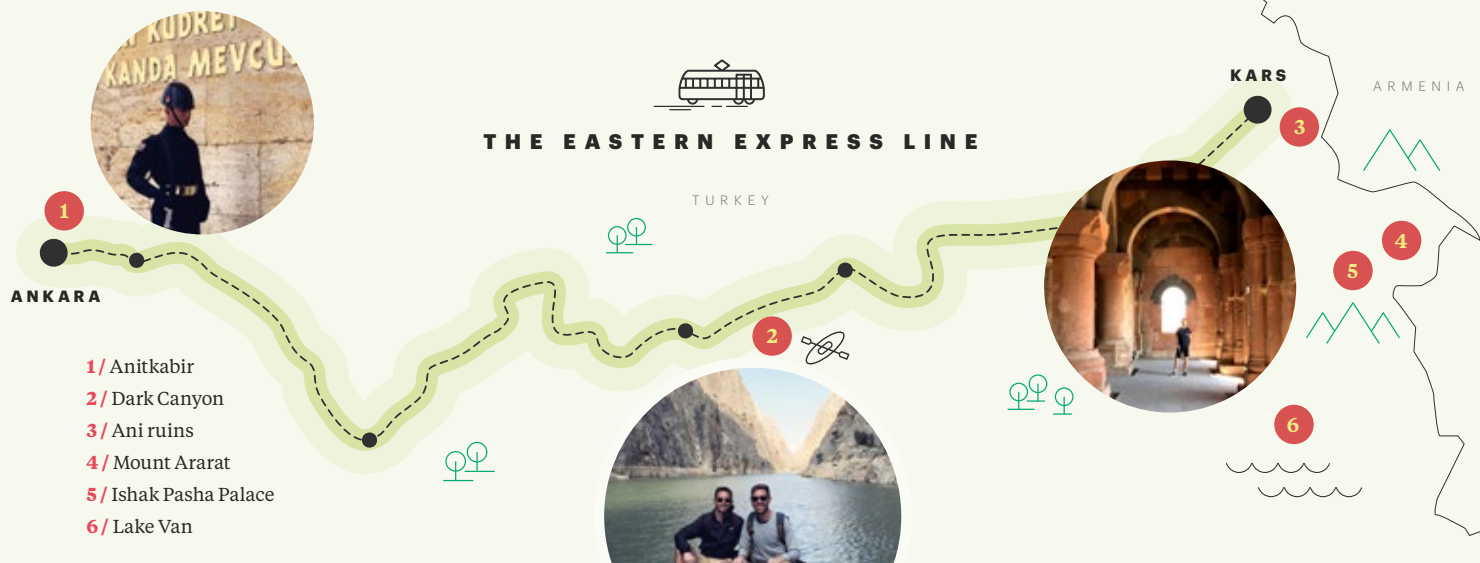 KUDRET
KANDA MEVCU
THE EASTERN EXPRESS LINE
TURKEY
KARS
ARMENIA
1
3
4
5
ANKARA
2
6
1/ Anitkabir
2/ Dark Canyon
3/ Ani ruins
4/ Mount Ararat
5/ Ishak Pasha Palace
6/ Lake Van